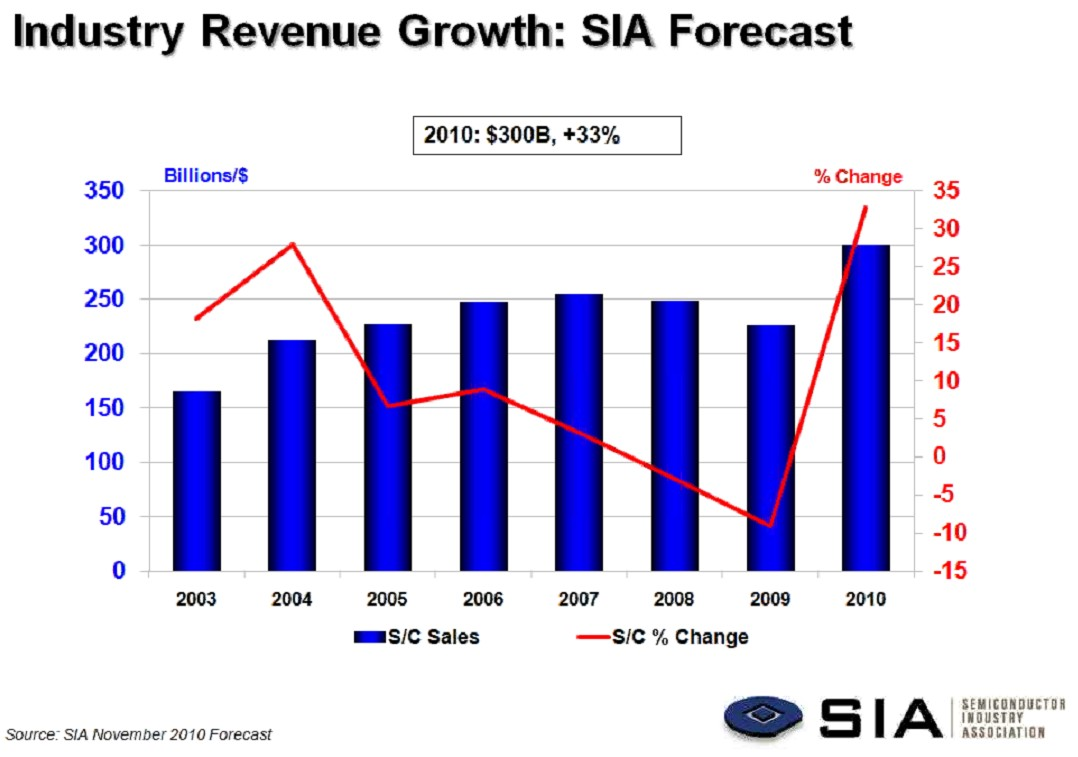 Industry Revenue Growth: SIA Forecast
2010: $300B, +33%
Billions/$
% Change
350
300
250
200
150
100
50
0
35
30
25
20
15
10
5
0
-5
-10
-15
2003 2004 2005 2006 2007 2008 2009 2010
S/C Sales S/C % Change
SIA
SEMICONDUCTOR
INDUSTRY
ASSOCIATION
Source: SIA November 2010 Forecast